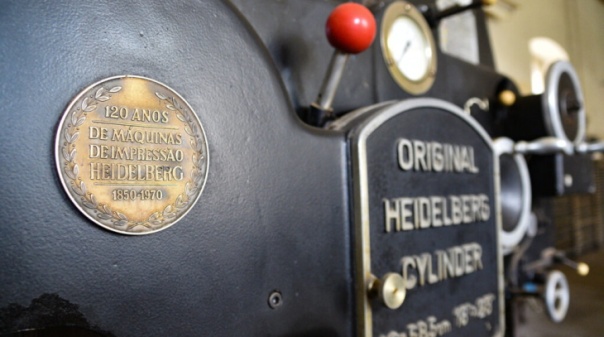 120 ANOS
DE MÁQUINAS
DE IMPRESSÃO
HEIDELBERG
1850-1970
ORIGINAL
HEIDELBERG
CYLINDER